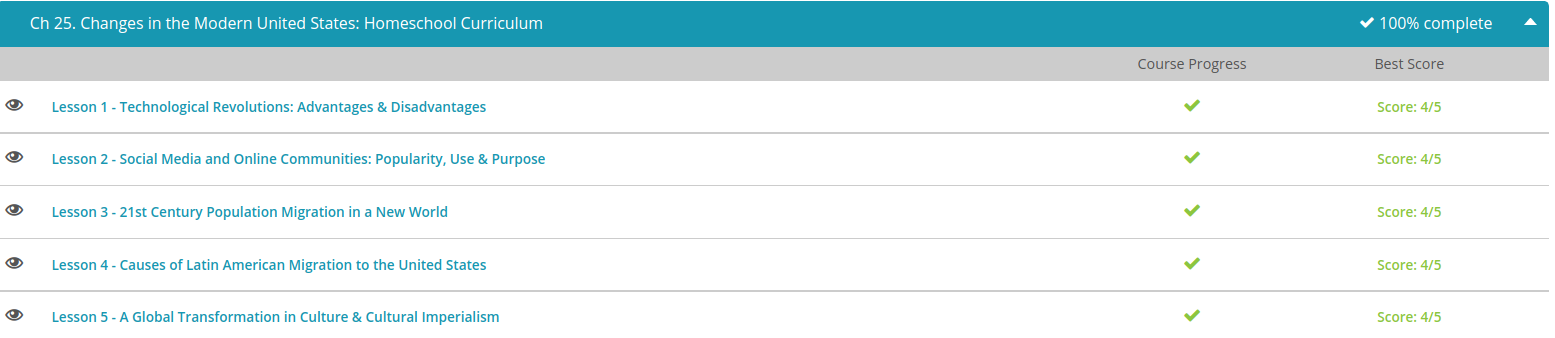 Ch 25. Changes in the Modern United States: Homeschool Curriculum 100% complete
Course Progress Best Score
Lesson 1 - Technological Revolutions: Advantages & Disadvantages Score: 4/5
Lesson 2 - Social Media and Online Communities: Popularity, Use & Purpose Score: 4/5
Lesson 3 - 21st Century Population Migration in a New World Score: 4/5
Lesson 4 - Causes of Latin American Migration to the United States Score: 4/5
Lesson 5 - A Global Transformation in Culture & Cultural Imperialism Score: 4/5